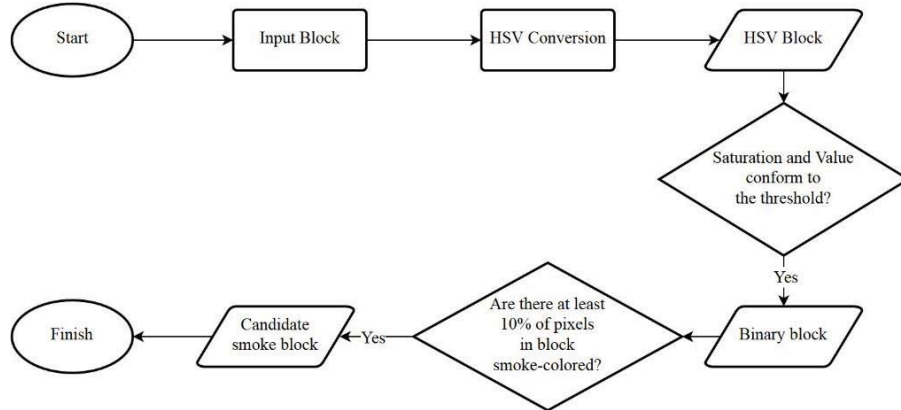 Start
Input Block
HSV Conversion
HSV Block
Saturation and Value
conform to
the threshold?
Yes
Binary block
Are there at least
10% of pixels
in block
smoke-colored?
Yes
Candidate
smoke block
Finish